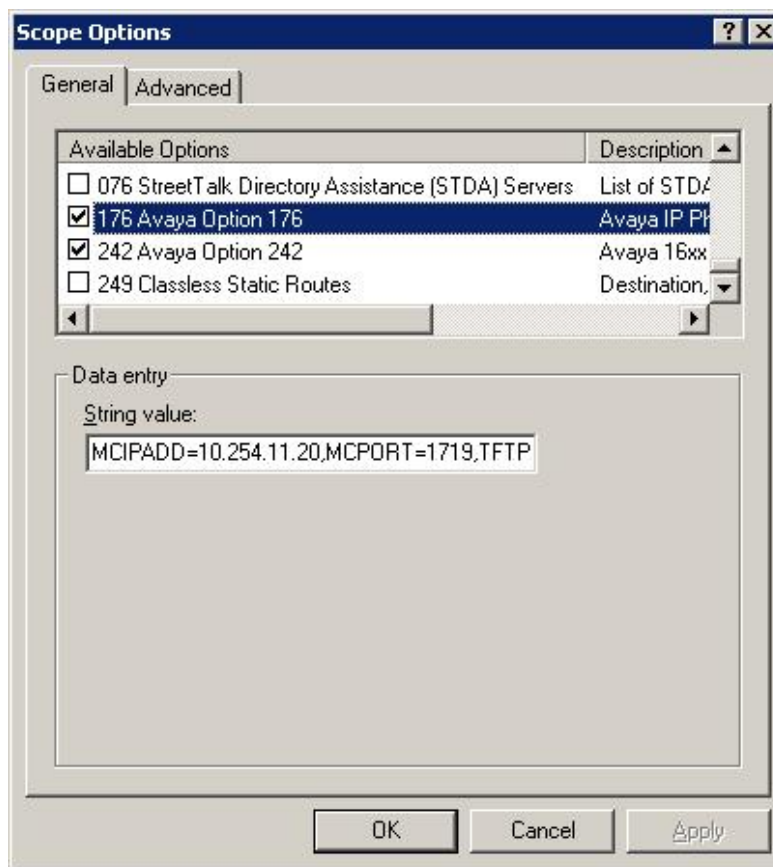 Scope Options
General Advanced
Available Options Description
076 StreetTalk Directory Assistance (STDA) Servers List of STDA
176 Avaya Option 176 Avaya IP Ph
242 Avaya Option 242 Avaya 16xx
249 Classless Static Routes Destination,
Data entry
String value:
MCIPADD=10.254.11.20,MCPORT=1719,TFTP
OK Cancel Apply